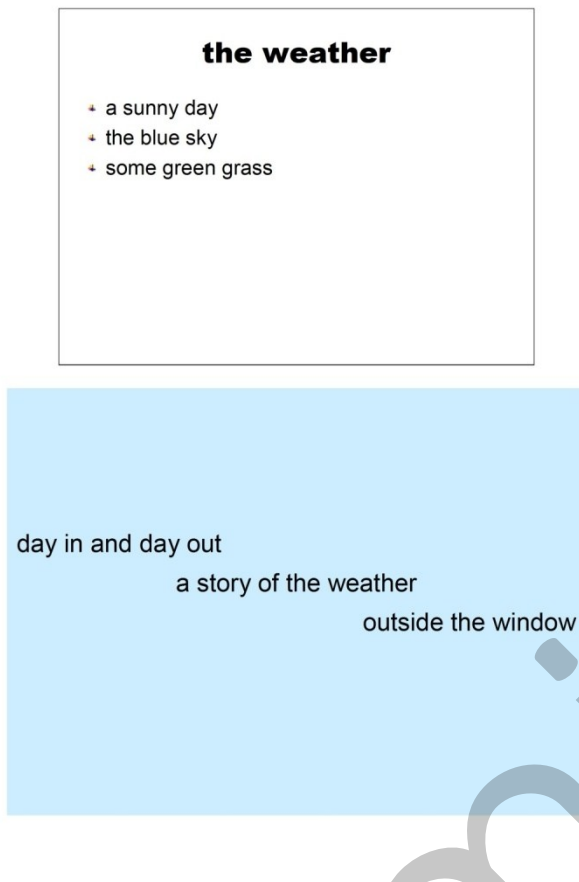 the weather
a sunny day
the blue sky
some green grass
day in and day out
a story of the weather
outside the window